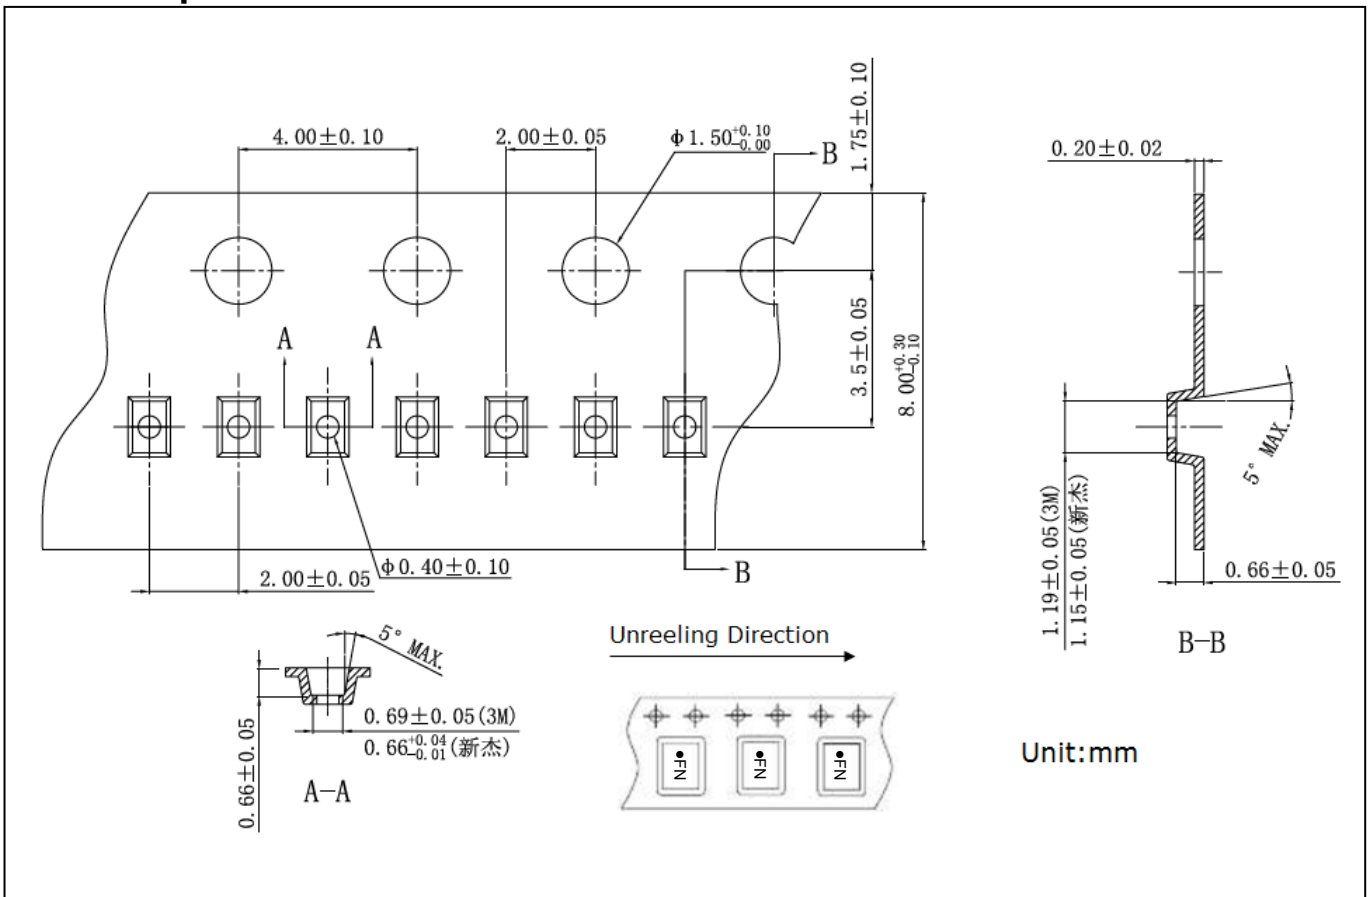 4.00±0.10
2.00±0.05
φ1.50+0.10-0.00
B
1.75±0.10
0.20±0.02
A
A
3.5±0.05
8.00+0.30-0.10
5° MAX.
1.19±0.05(3M)
1.15±0.05(新杰)
2.00±0.05
φ0.40±0.10
B
0.66±0.05
B-B
5° MAX.
0.66±0.05
0.69±0.05(3M)
0.66+0.04-0.01(新杰)
A-A
Unreeling Direction
●FN
●FN
●FN
Unit:mm